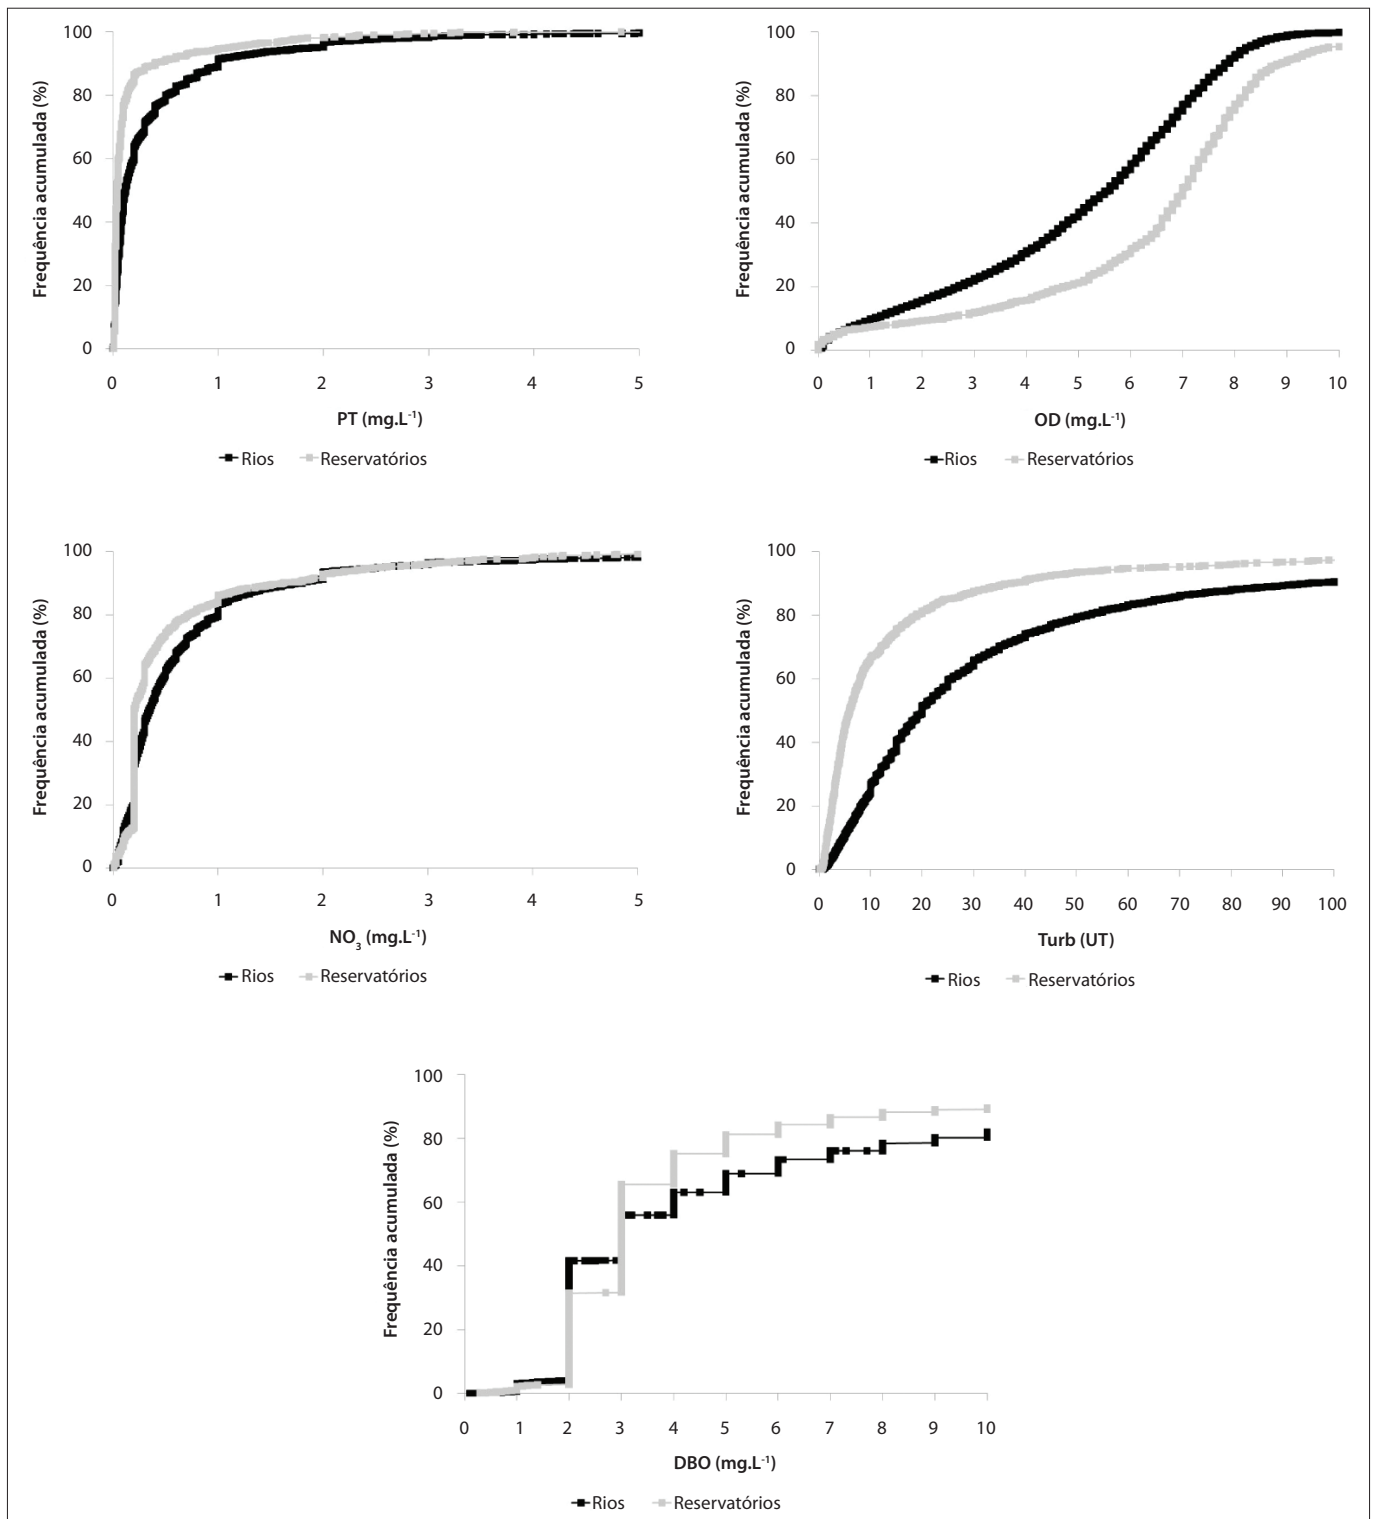 Frequência acumulada (%)
100
80
60
40
20
0
0 1 2 3 4 5
PT (mg.L-1)
Rios Reservatórios
Frequência acumulada (%)
100
80
60
40
20
0
0 1 2 3 4 5 6 7 8 9 10
OD (mg.L-1)
Rios Reservatórios
Frequência acumulada (%)
100
80
60
40
20
0
0 1 2 3 4 5
NO3 (mg.L-1)
Rios Reservatórios
Frequência acumulada (%)
100
80
60
40
20
0
0 10 20 30 40 50 60 70 80 90 100
Turb (UT)
Rios Reservatórios
Frequência acumulada (%)
100
80
60
40
20
0
0 1 2 3 4 5 6 7 8 9 10
DBO (mg.L-1)
Rios Reservatórios